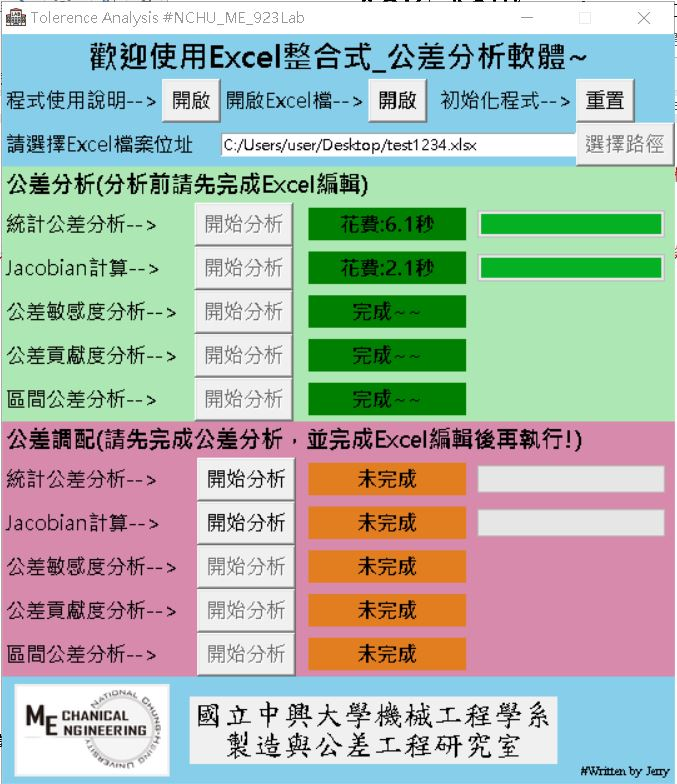 Tolerence Analysis #NCHU_ME_923Lab
歡迎使用Excel整合式_公差分析軟體~
程式使用說明--> 開啟 開啟Excel檔--> 開啟 初始化程式--> 重置
請選擇Excel檔案位址 C:/Users/user/Desktop/test1234.xlsx 選擇路徑
公差分析(分析前請先完成Excel編輯)
統計公差分析--> 開始分析 花費:6.1秒
Jacobian計算--> 開始分析 花費:2.1秒
公差敏感度分析--> 開始分析 完成~~
公差貢獻度分析--> 開始分析 完成~~
區間公差分析--> 開始分析 完成~~
公差調配(請先完成公差分析，並完成Excel編輯後再執行!)
統計公差分析--> 開始分析 未完成
Jacobian計算--> 開始分析 未完成
公差敏感度分析--> 開始分析 未完成
公差貢獻度分析--> 開始分析 未完成
區間公差分析--> 開始分析 未完成
MECHANICAL
ENGINEERING
NATIONAL CHUNG-HSING UNIVERSITY
國立中興大學機械工程學系
製造與公差工程研究室
#Written by Jerry